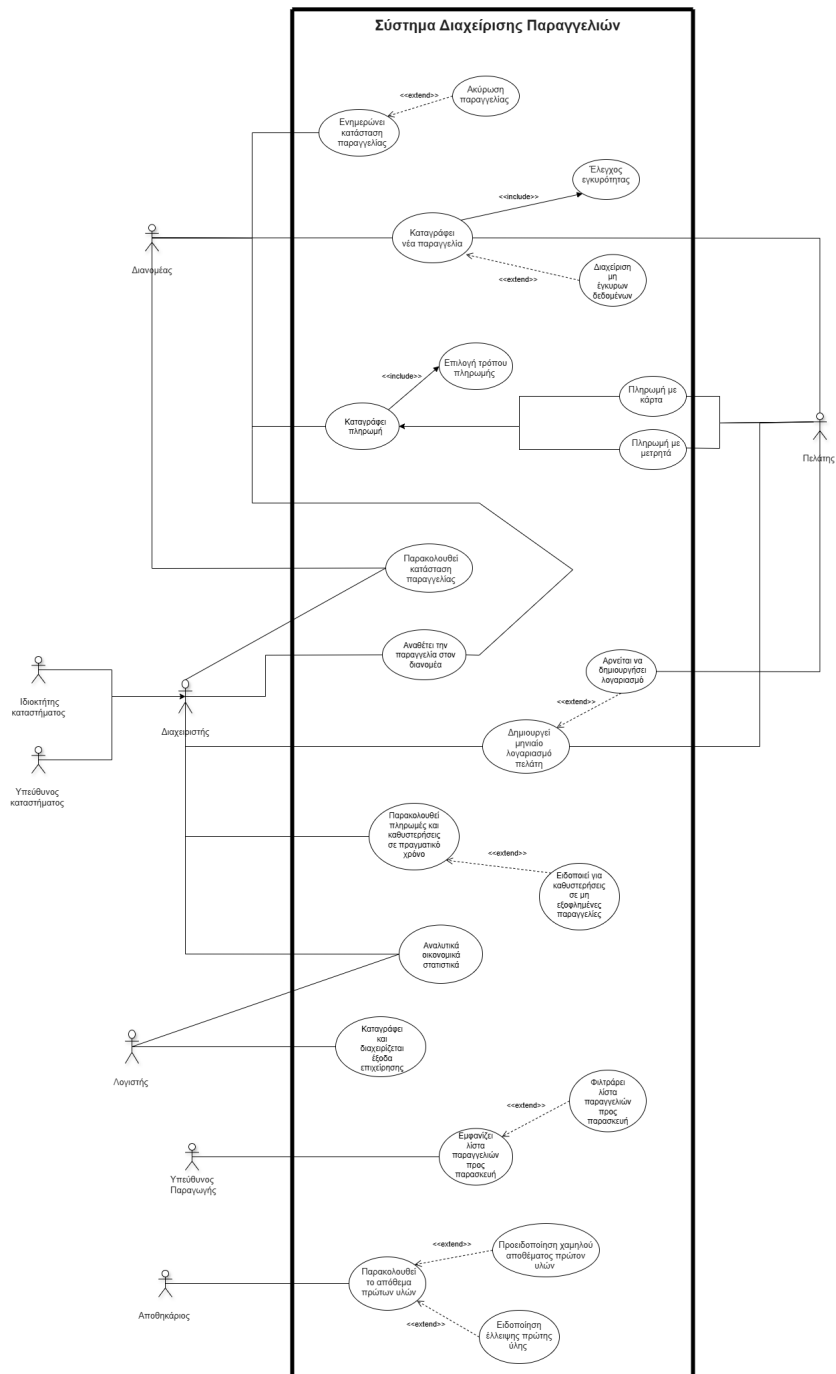 Σύστημα Διαχείρισης Παραγγελιών
<<extend>>
Ακύρωση
παραγγελίας
Ενημερώνει
κατάσταση
παραγγελίας
Έλεγχος
εγκυρότητας
<<include>>
Διανομέας
Καταγράφει
νέα παραγγελία
Διαχείριση
μη
έγκυρων
δεδομένων
<<extend>>
Επιλογή τρόπου
πληρωμής
<<include>>
Πληρωμή με
κάρτα
Καταγράφει
πληρωμή
Πληρωμή με
μετρητά
Πελάτης
Παρακολουθεί
κατάσταση
παραγγελίας
Αναθέτει την
παραγγελία στον
διανομέα
Αρνείται να
δημιουργήσει
λογαριασμό
Ιδιοκτήτης
καταστήματος
<<extend>>
Διαχειριστής
Δημιουργεί
μηνιαίο
λογαριασμό
πελάτη
Υπεύθυνος
καταστήματος
Παρακολουθεί
πληρωμές και
καθυστερήσεις
σε πραγματικό
χρόνο
<<extend>>
Ειδοποιεί για
καθυστερήσεις
σε μη
εξοφλημένες
παραγγελίες
Αναλυτικά
οικονομικά
στατιστικά
Καταγράφει
και
διαχειρίζεται
έξοδα
επιχείρησης
Λογιστής
Φιλτράρει
λίστα
παραγγελιών
προς
παρασκευή
<<extend>>
Εμφανίζει
λίστα
παραγγελιών
προς
παρασκευή
Υπεύθυνος
Παραγωγής
<<extend>>
Προειδοποίηση χαμηλού
αποθέματος πρώτον
υλών
Παρακολουθεί
το απόθεμα
πρώτων υλών
Αποθηκάριος
<<extend>>
Ειδοποίηση
έλλειψης πρώτης
ύλης